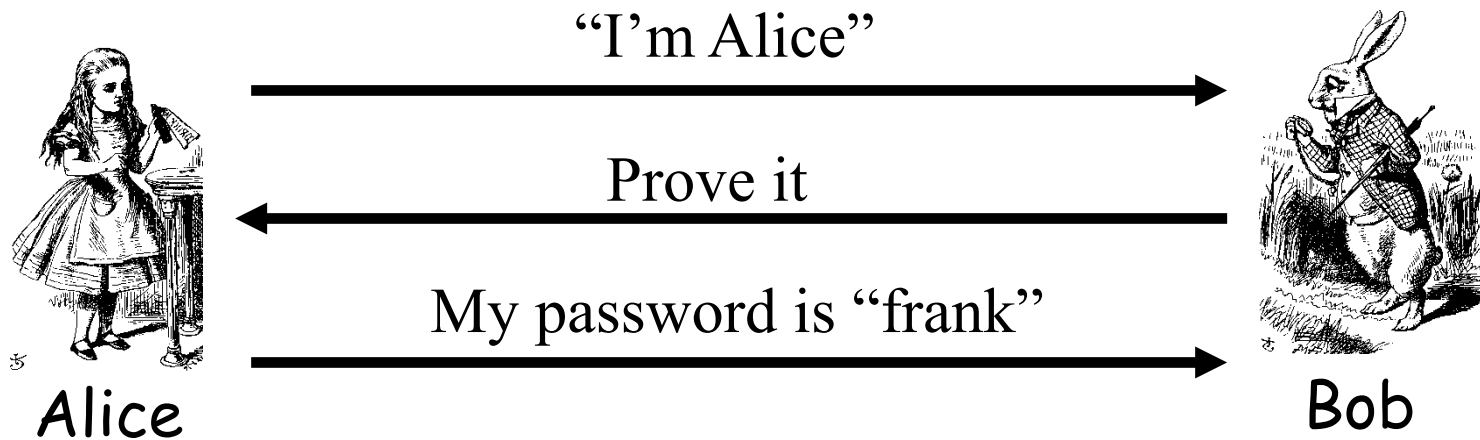 “I’m Alice”
Prove it
My password is “frank”
Alice
Bob